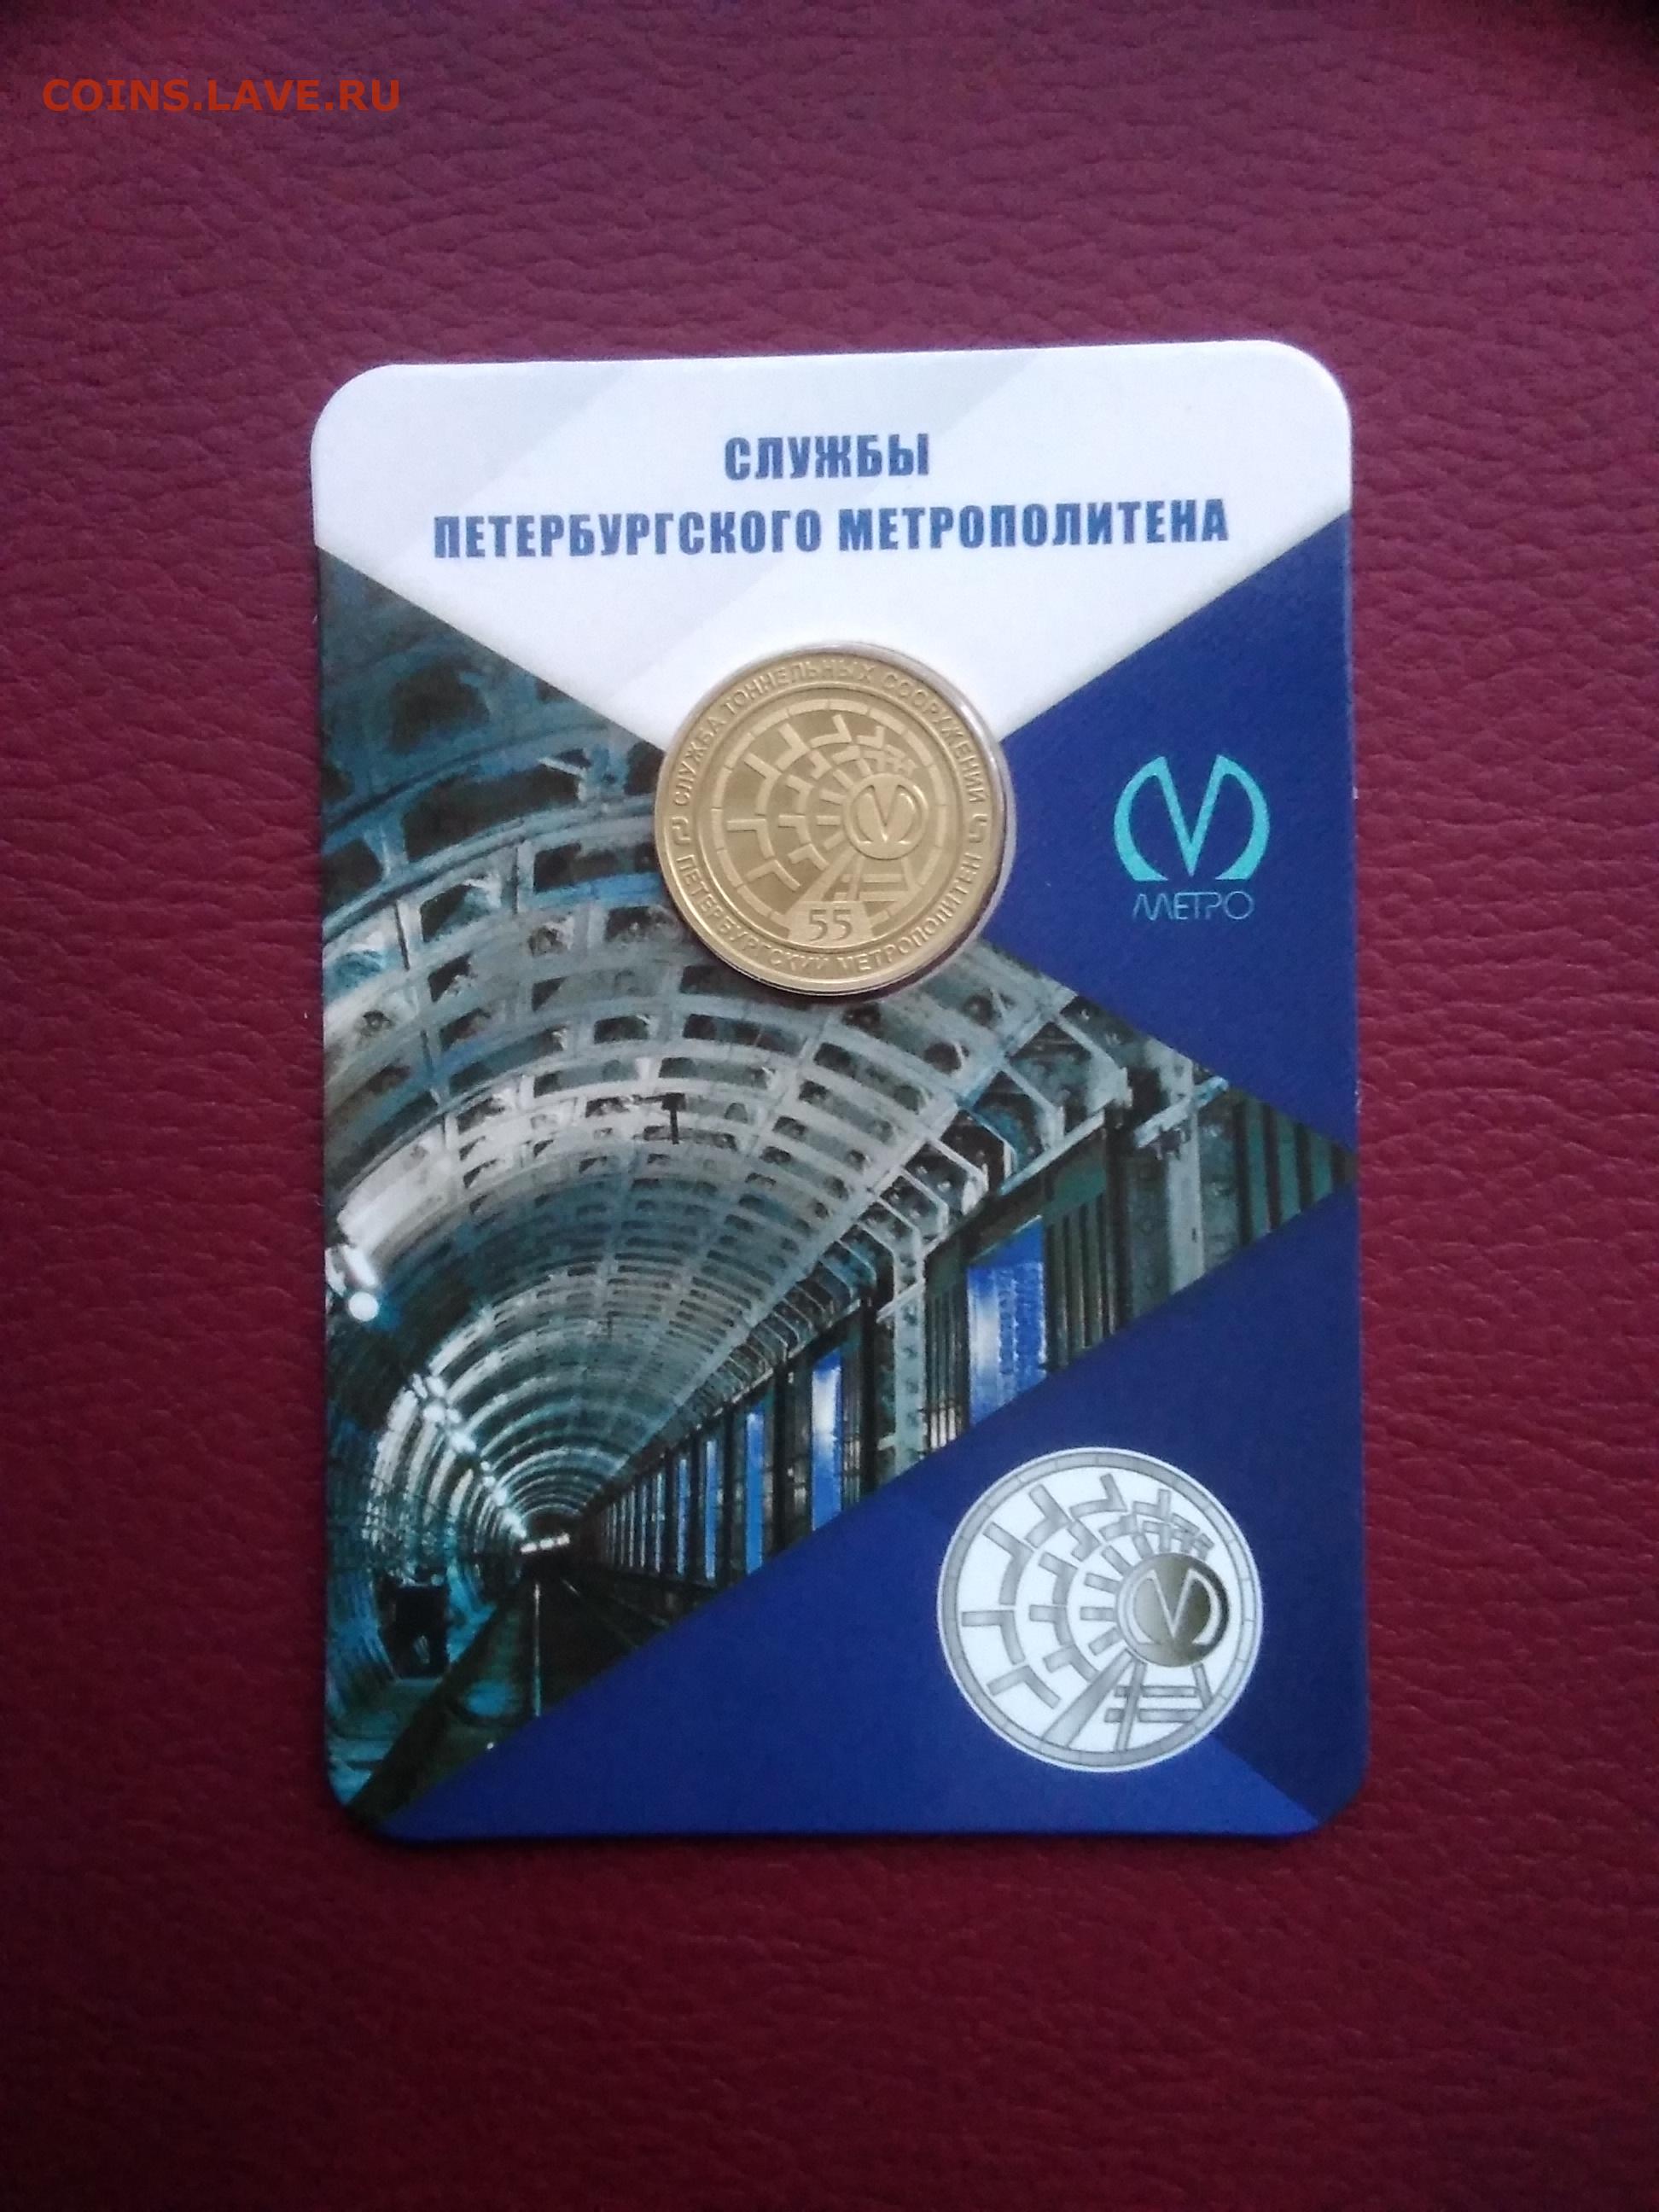 COINS.LAVE.RU
СЛУЖБЫ
ПЕТЕРБУРГСКОГО МЕТРОПОЛИТЕНА
СЛУЖБА ТОННЕЛЬНЫХ СООРУЖЕНИЙ
55
ПЕТЕРБУРГСКИЙ МЕТРОПОЛИТЕН
МЕТРО